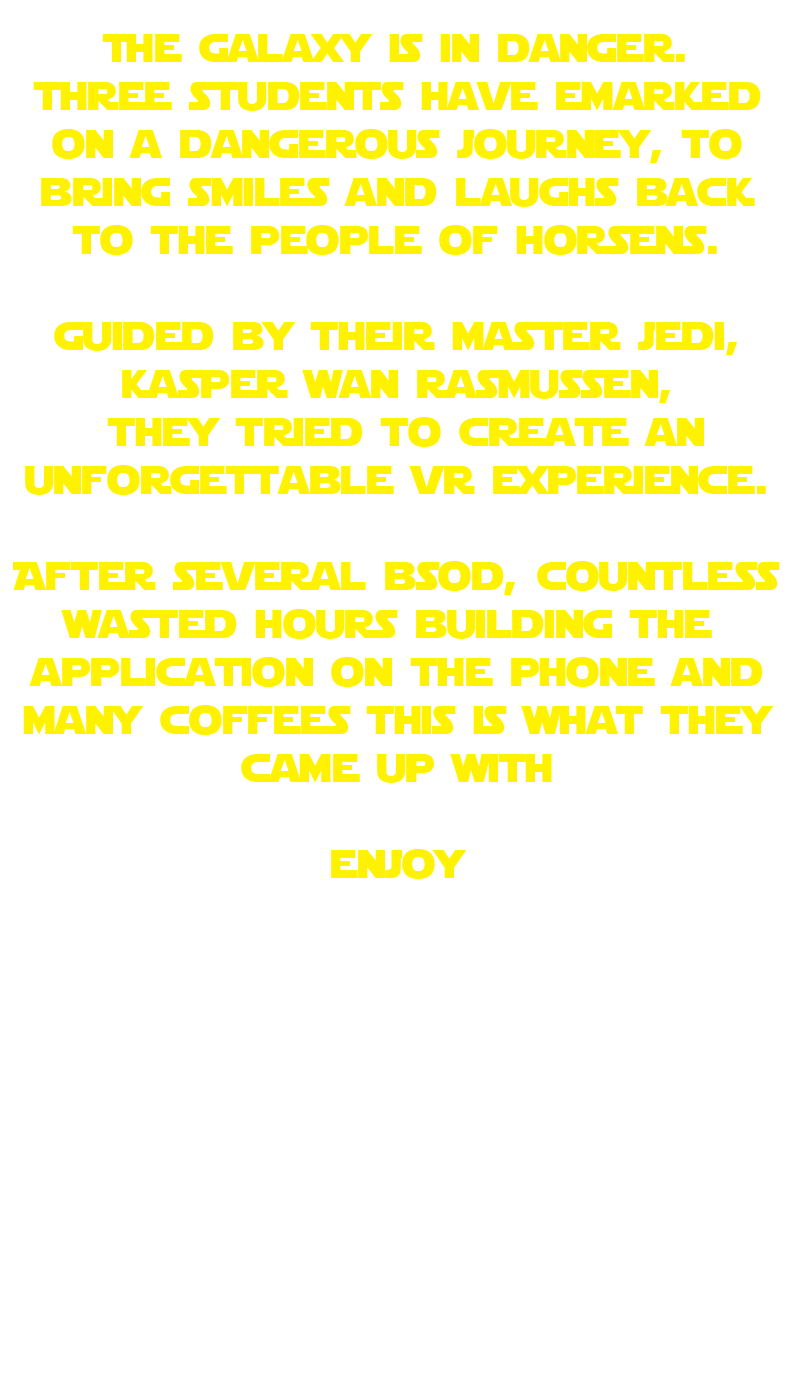 THE GALAXY IS IN DANGER.
THREE STUDENTS HAVE EMARKED
ON A DANGEROUS JOURNEY, TO
BRING SMILES AND LAUGHS BACK
TO THE PEOPLE OF HORSENS.
GUIDED BY THEIR MASTER JEDI,
KASPER WAN RASMUSSEN,
THEY TRIED TO CREATE AN
UNFORGETTABLE VR EXPERIENCE.
AFTER SEVERAL BSOD, COUNTLESS
WASTED HOURS BUILDING THE
APPLICATION ON THE PHONE AND
MANY COFFEES THIS IS WHAT THEY
CAME UP WITH
ENJOY